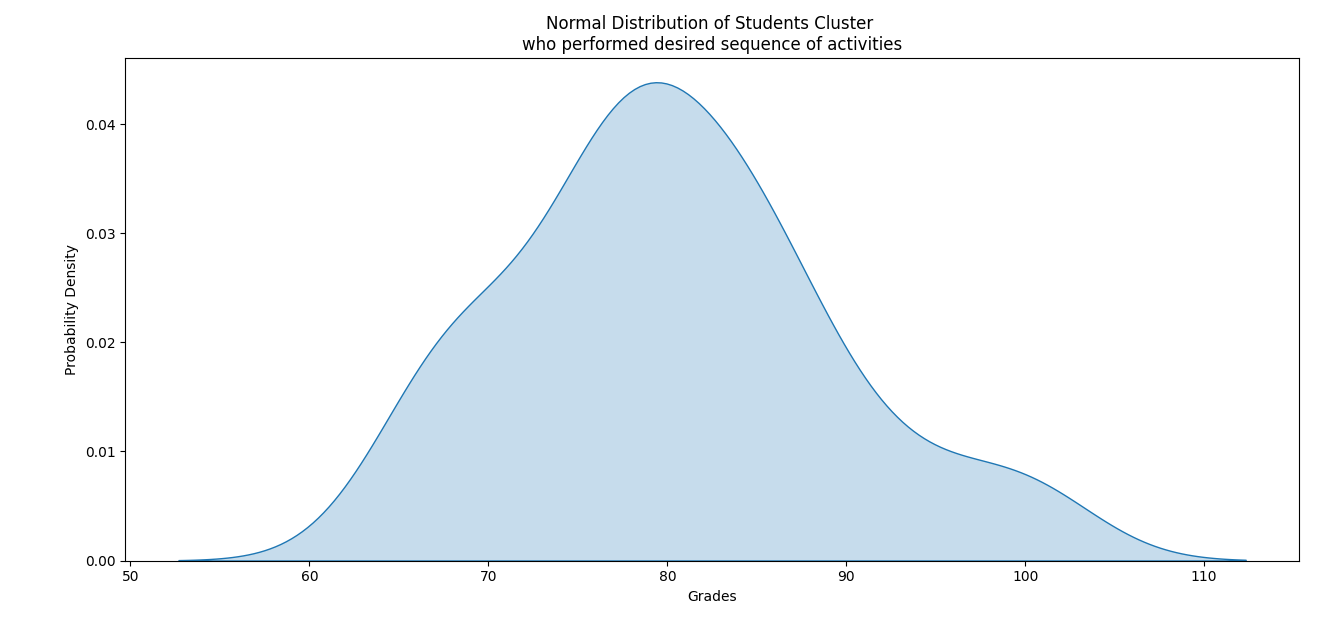 Normal Distribution of Students Cluster
who performed desired sequence of activities
Probability Density
0.04
0.03
0.02
0.01
0.00
50 60 70 80 90 100 110
Grades